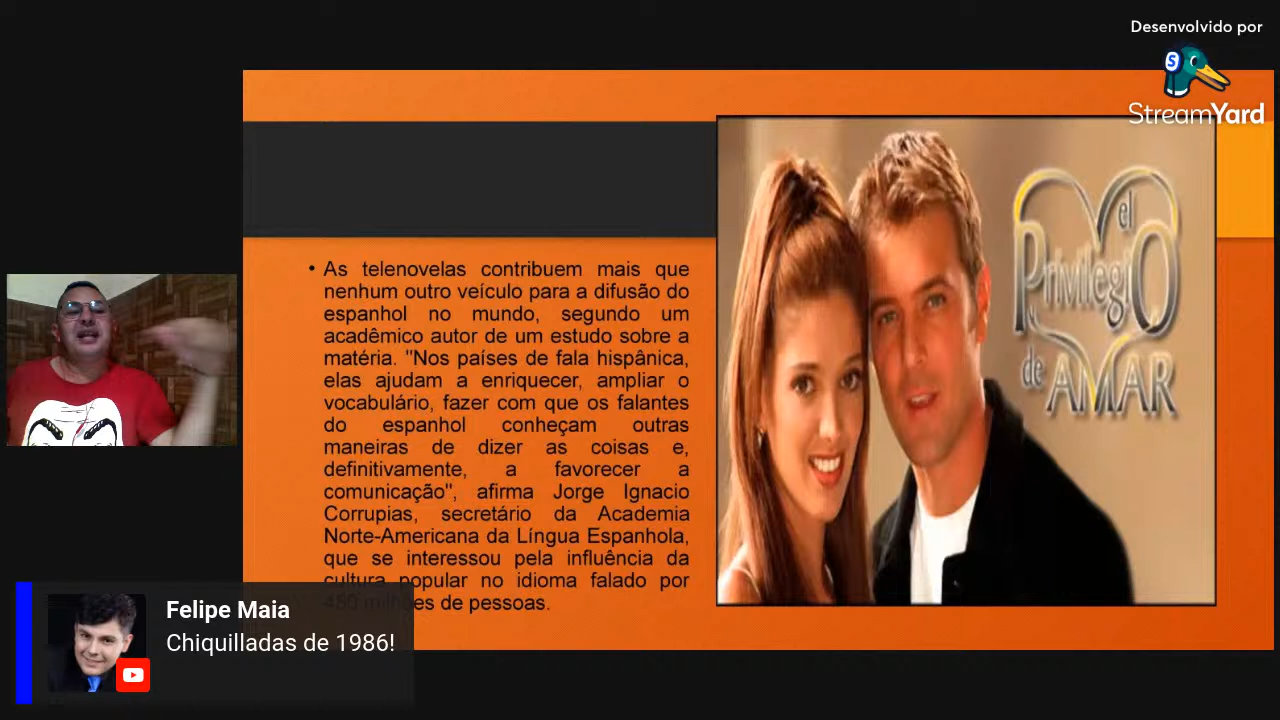 Desenvolvido por
StreamYard
el
Privilegio
de AMAR
• As telenovelas contribuem mais que
nenhum outro veículo para a difusão do
espanhol no mundo, segundo um
acadêmico autor de um estudo sobre a
matéria. "Nos países de fala hispânica,
elas ajudam a enriquecer, ampliar o
vocabulário, fazer com que os falantes
do espanhol conheçam outras
maneiras de dizer as coisas e,
definitivamente, a favorecer a
comunicação", afirma Jorge Ignacio
Corrupias, secretário da Academia
Norte-Americana da Língua Espanhola,
que se interessou pela influência da
cultura popular no idioma falado por
450 milhões de pessoas.
Felipe Maia
Chiquilladas de 1986!